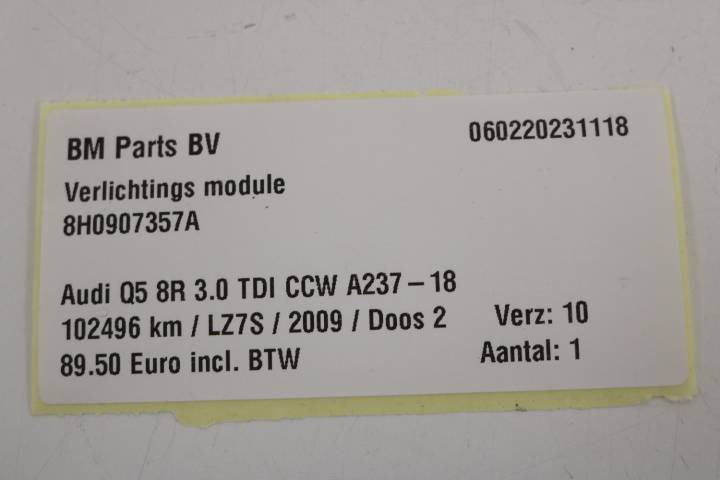 BM Parts BV 060220231118
Verlichtings module
8H0907357A
Audi Q5 8R 3.0 TDI CCW A237-18
102496 km / LZ7S / 2009 / Doos 2 Verz: 10
89.50 Euro incl. BTW Aantal: 1